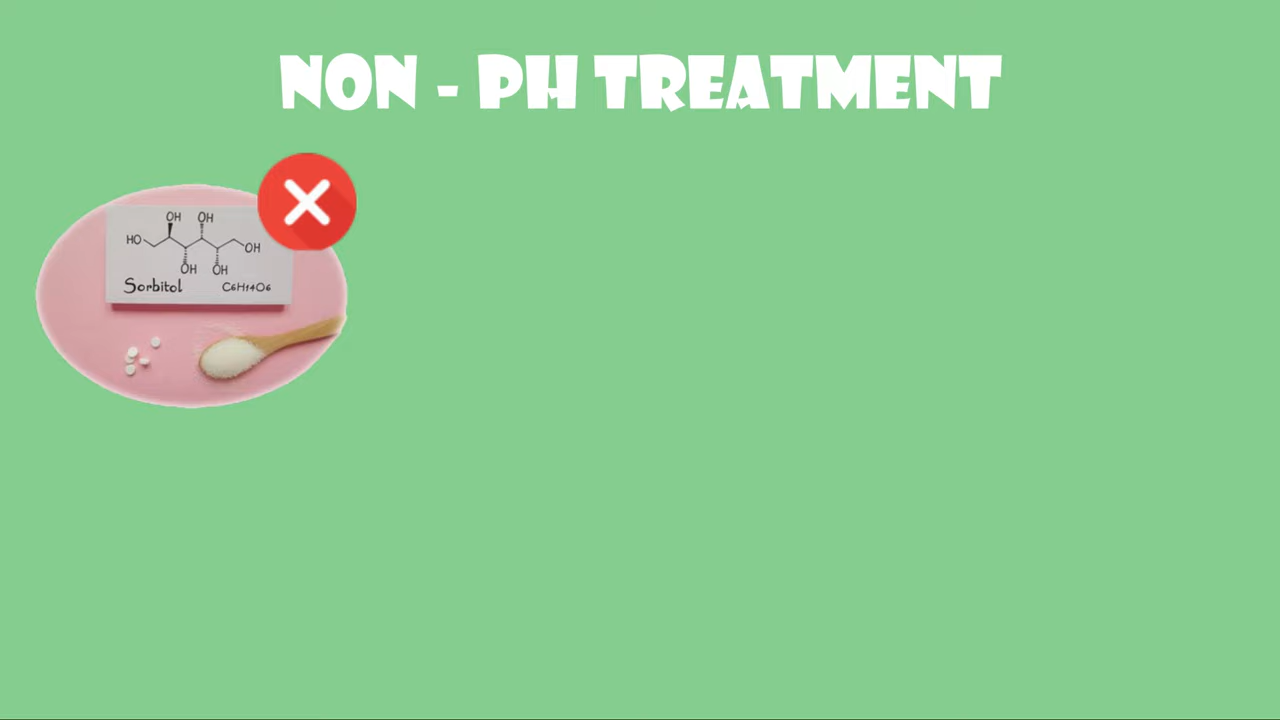 NON - PH TREATMENT
OH OH
HO OH
OH OH
Sorbitol C6H14O6